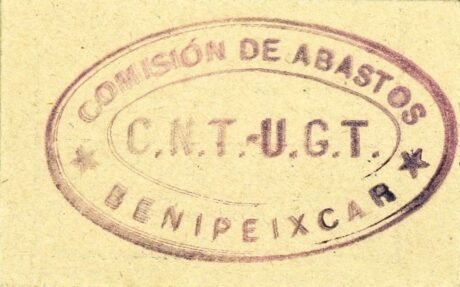 COMISIÓN DE ABASTOS
C.N.T.-U.G.T.
BENIPEIXCAR